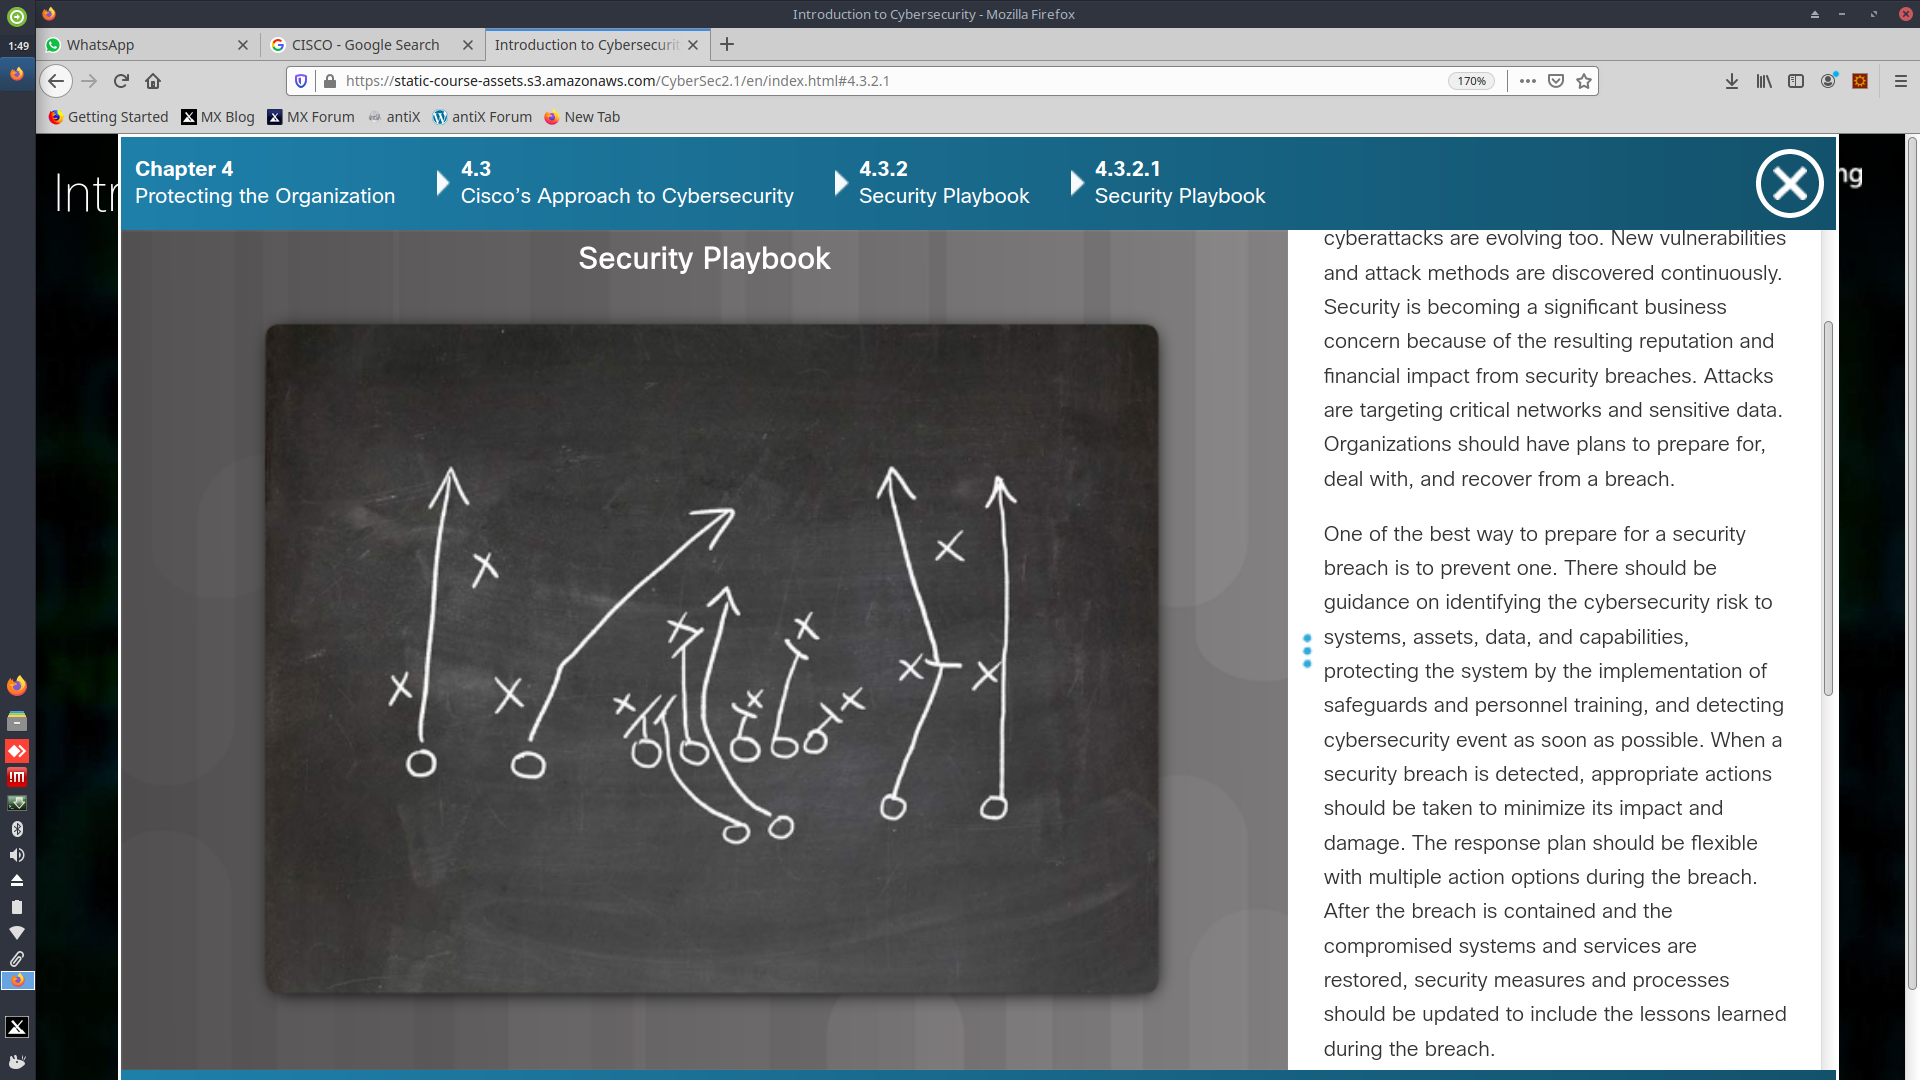 Introduction to Cybersecurity - Mozilla Firefox
1:49
WhatsApp
CISCO - Google Search
Introduction to Cybersecurit
https://static-course-assets.s3.amazonaws.com/CyberSec2.1/en/index.html#4.3.2.1
170%
Getting Started
MX Blog
MX Forum
antiX
antiX Forum
New Tab
Intr
ng
Chapter 4
Protecting the Organization
4.3
Cisco's Approach to Cybersecurity
4.3.2
Security Playbook
4.3.2.1
Security Playbook
Security Playbook
cyberattacks are evolving too. New vulnerabilities
and attack methods are discovered continuously.
Security is becoming a significant business
concern because of the resulting reputation and
financial impact from security breaches. Attacks
are targeting critical networks and sensitive data.
Organizations should have plans to prepare for,
deal with, and recover from a breach.
One of the best way to prepare for a security
breach is to prevent one. There should be
guidance on identifying the cybersecurity risk to
systems, assets, data, and capabilities,
protecting the system by the implementation of
safeguards and personnel training, and detecting
cybersecurity event as soon as possible. When a
security breach is detected, appropriate actions
should be taken to minimize its impact and
damage. The response plan should be flexible
with multiple action options during the breach.
After the breach is contained and the
compromised systems and services are
restored, security measures and processes
should be updated to include the lessons learned
during the breach.